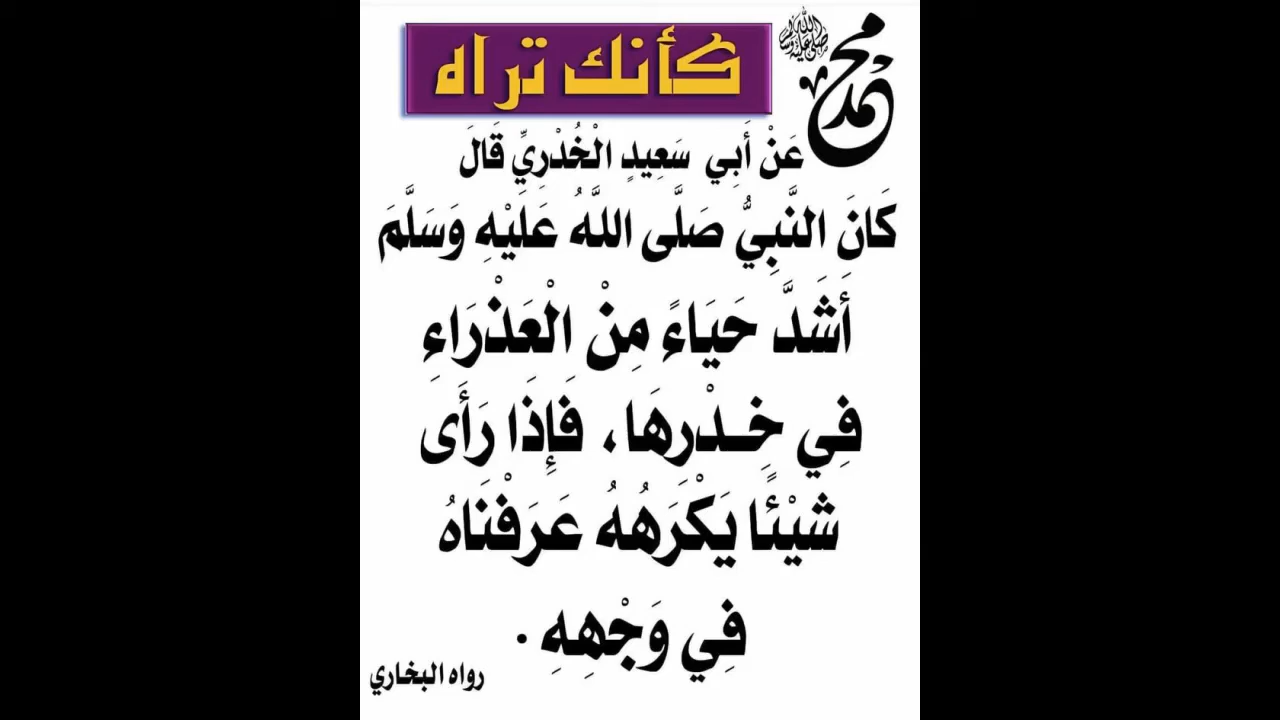 محمد
صلى الله عليه وسلم
كأنك تراه
عَنْ أَبِي سَعِيدٍ الْخُدْرِيِّ قَالَ
كَانَ النَّبِيُّ صَلَّى اللَّهُ عَلَيْهِ وَسَلَّمَ
أَشَدَّ حَيَاءً مِنْ الْعَذْرَاءِ
فِي خِـدْرِهَا، فَإِذَا رَأَى
شَيْئًا يَكْرَهُهُ عَرَفْنَاهُ
فِي وَجْهِهِ .
رواه البخاري